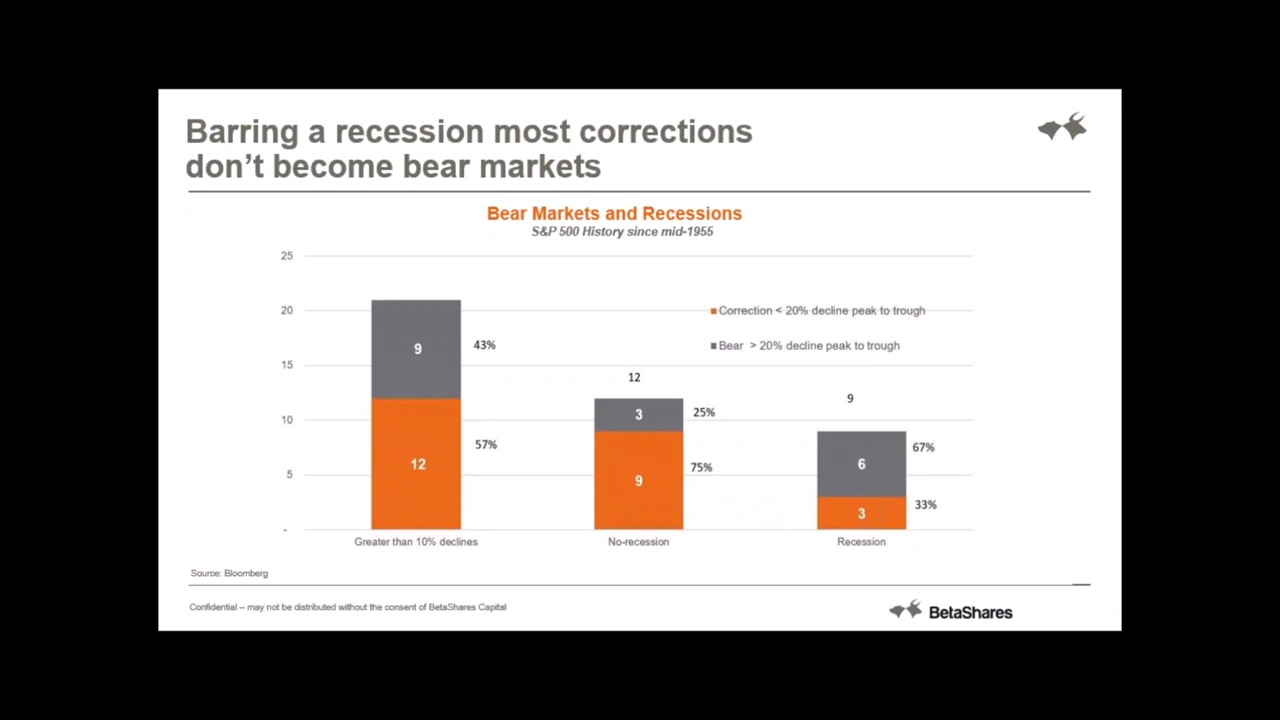 Barring a recession most corrections
don't become bear markets
Bear Markets and Recessions
S&P 500 History since mid-1955
25
20
15
10
5
-
Correction < 20% decline peak to trough
Bear > 20% decline peak to trough
9
43%
12
57%
12
3
25%
9
75%
9
6
67%
3
33%
Greater than 10% declines
No-recession
Recession
Source: Bloomberg
Confidential – may not be distributed without the consent of BetaShares Capital
BetaShares